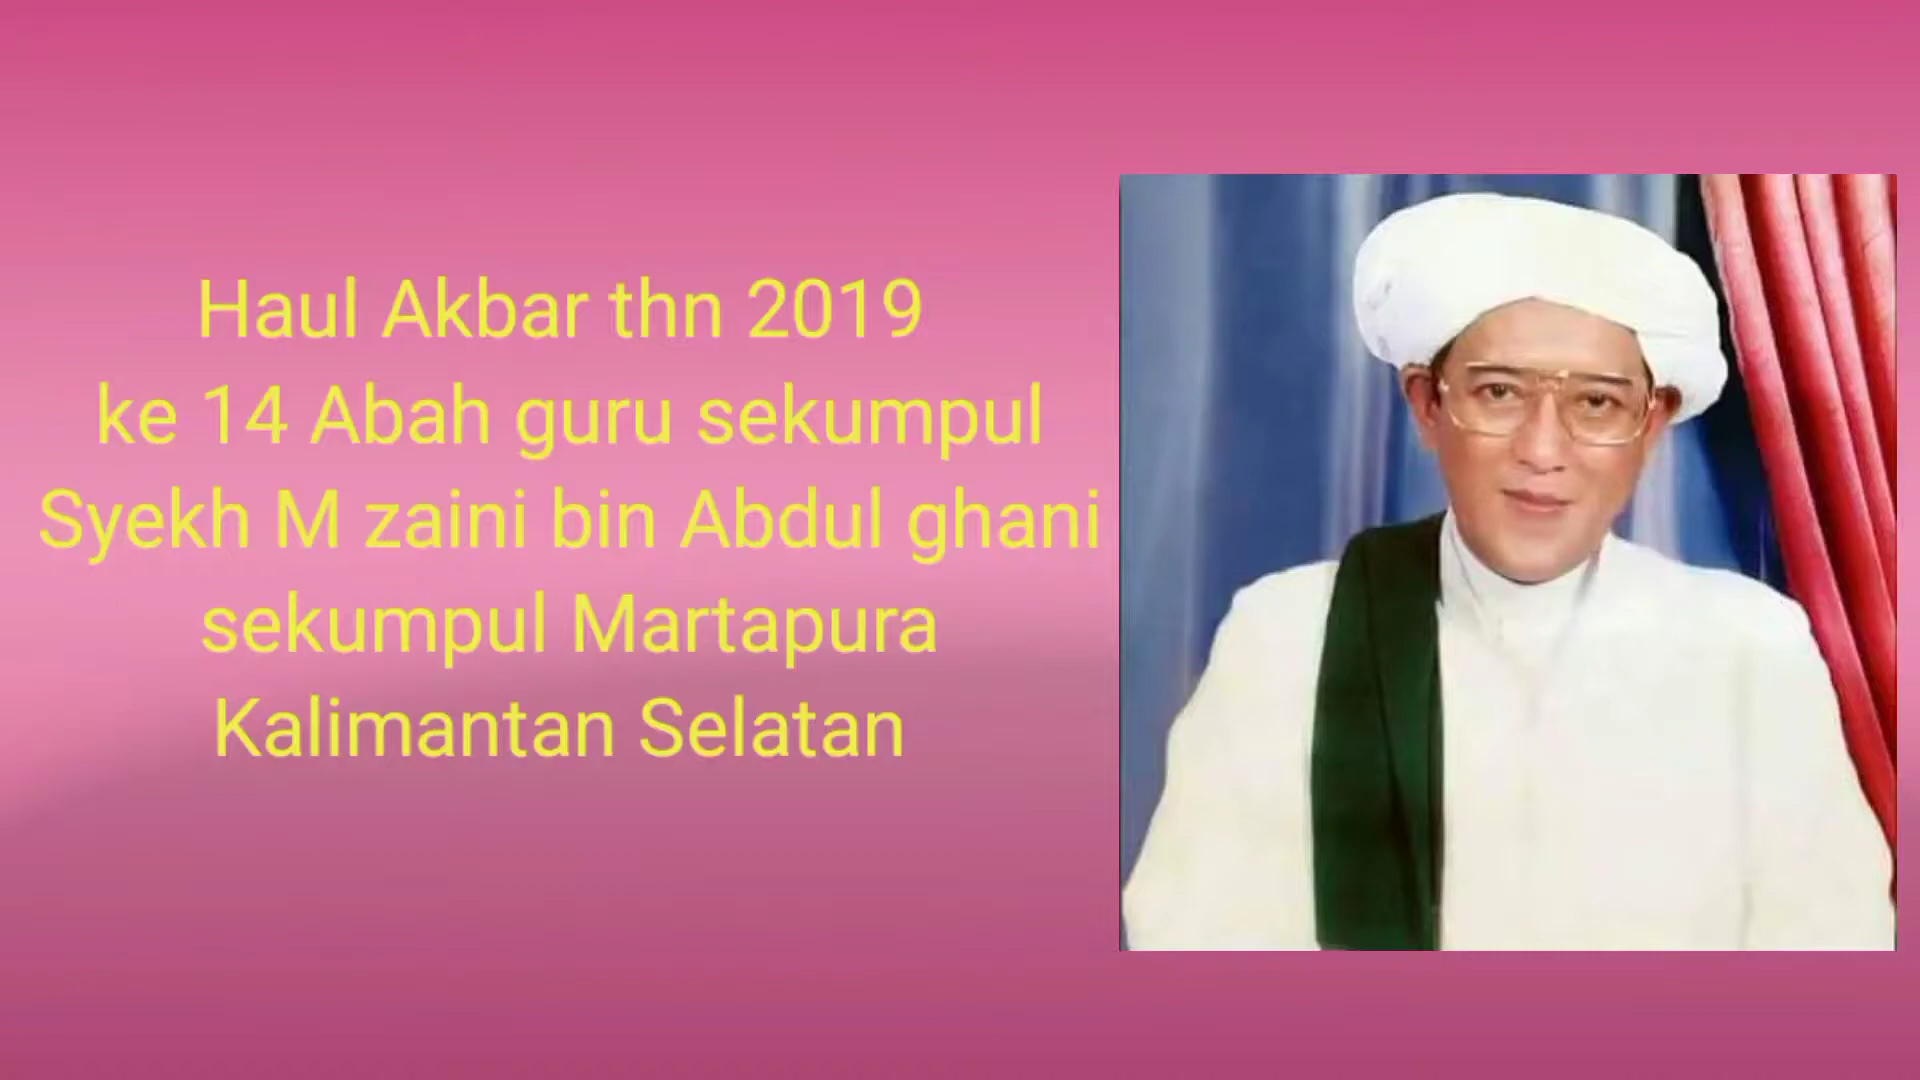 Haul Akbar thn 2019
ke 14 Abah guru sekumpul
Syekh M zaini bin Abdul ghani
sekumpul Martapura
Kalimantan Selatan